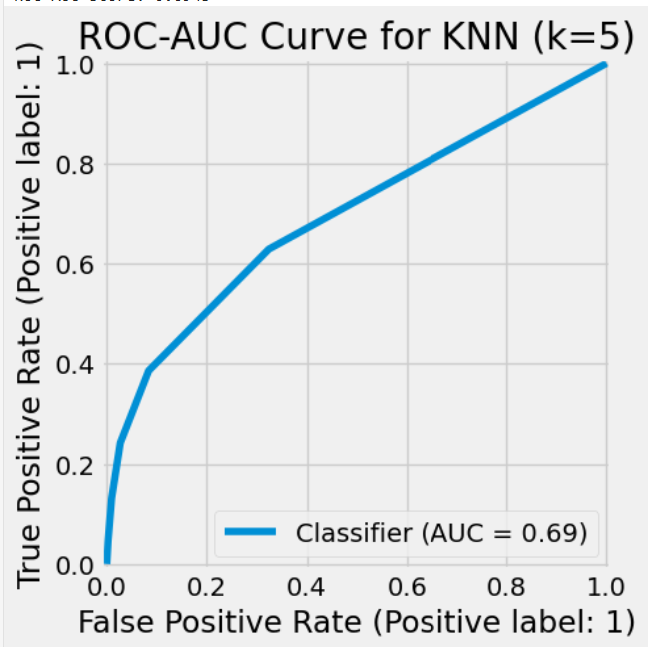 ROC-AUC Curve for KNN (k=5)
True Positive Rate (Positive label: 1)
1.0
0.8
0.6
0.4
0.2
0.0
Classifier (AUC = 0.69)
0.0 0.2 0.4 0.6 0.8 1.0
False Positive Rate (Positive label: 1)